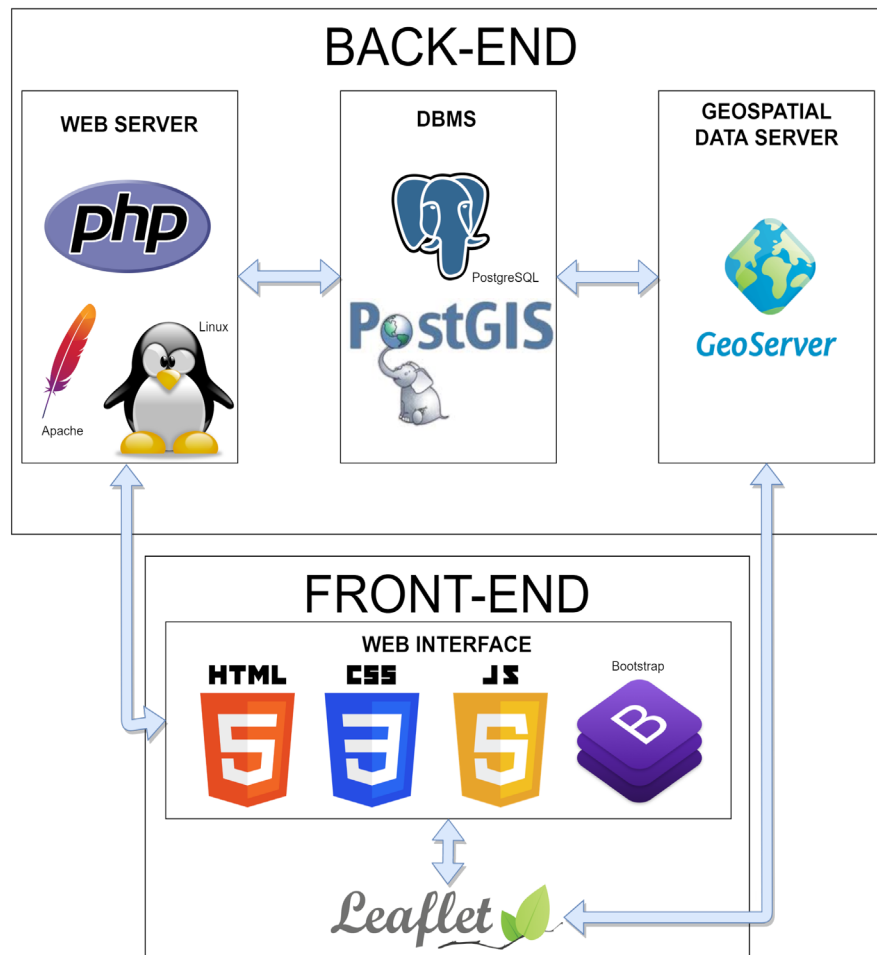 BACK-END
WEB SERVER
php
Linux
Apache
DBMS
PostgreSQL
PostGIS
GEOSPATIAL
DATA SERVER
GeoServer
FRONT-END
WEB INTERFACE
HTML
5
CSS
3
JS
5
Bootstrap
B
Leaflet